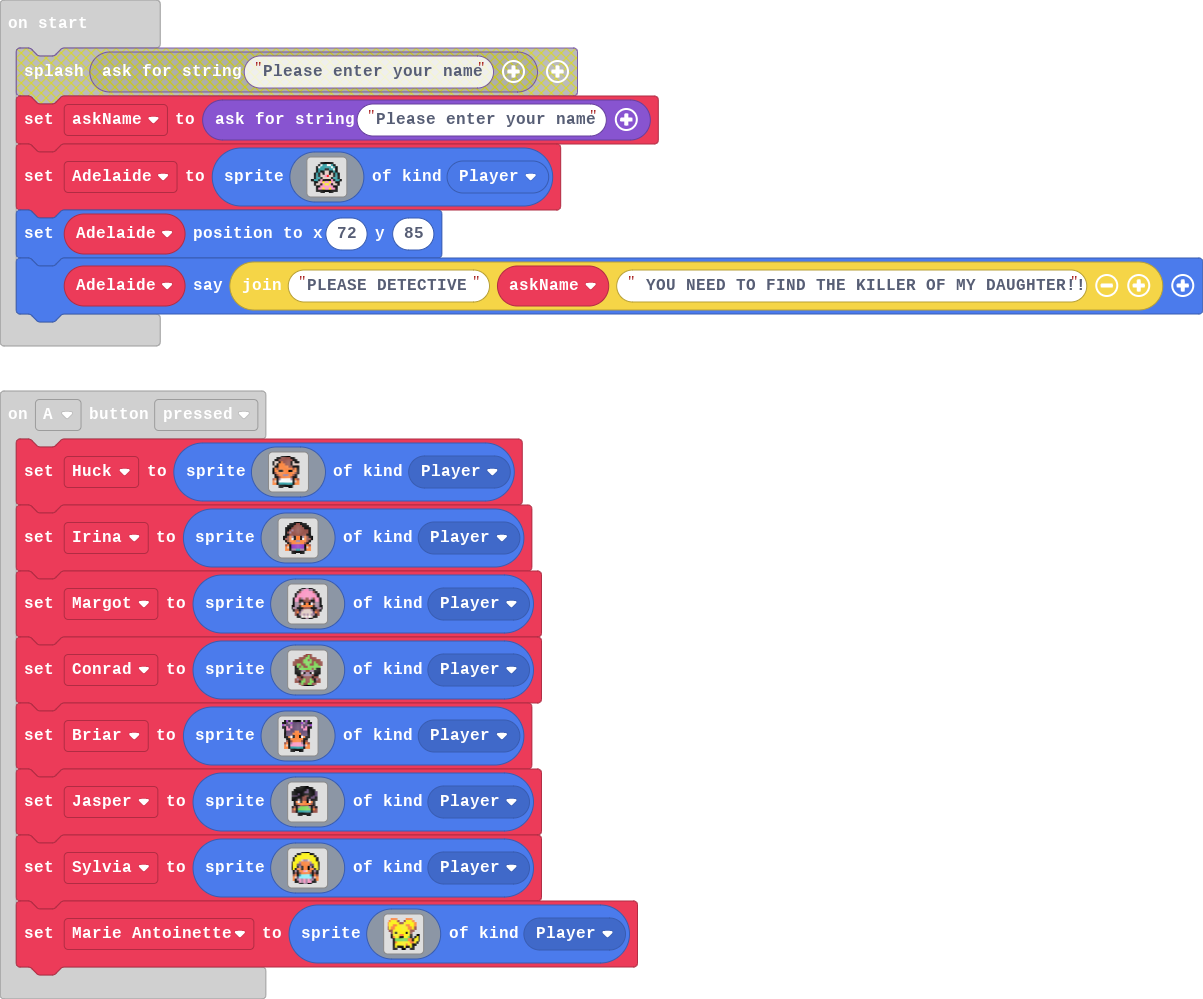 on start
splash ask for string "Please enter your name"
set askName to ask for string "Please enter your name"
set Adelaide to sprite of kind Player
set Adelaide position to x 72 y 85
Adelaide say join "PLEASE DETECTIVE " askName " YOU NEED TO FIND THE KILLER OF MY DAUGHTER!!"
on A button pressed
set Huck to sprite of kind Player
set Irina to sprite of kind Player
set Margot to sprite of kind Player
set Conrad to sprite of kind Player
set Briar to sprite of kind Player
set Jasper to sprite of kind Player
set Sylvia to sprite of kind Player
set Marie Antoinette to sprite of kind Player